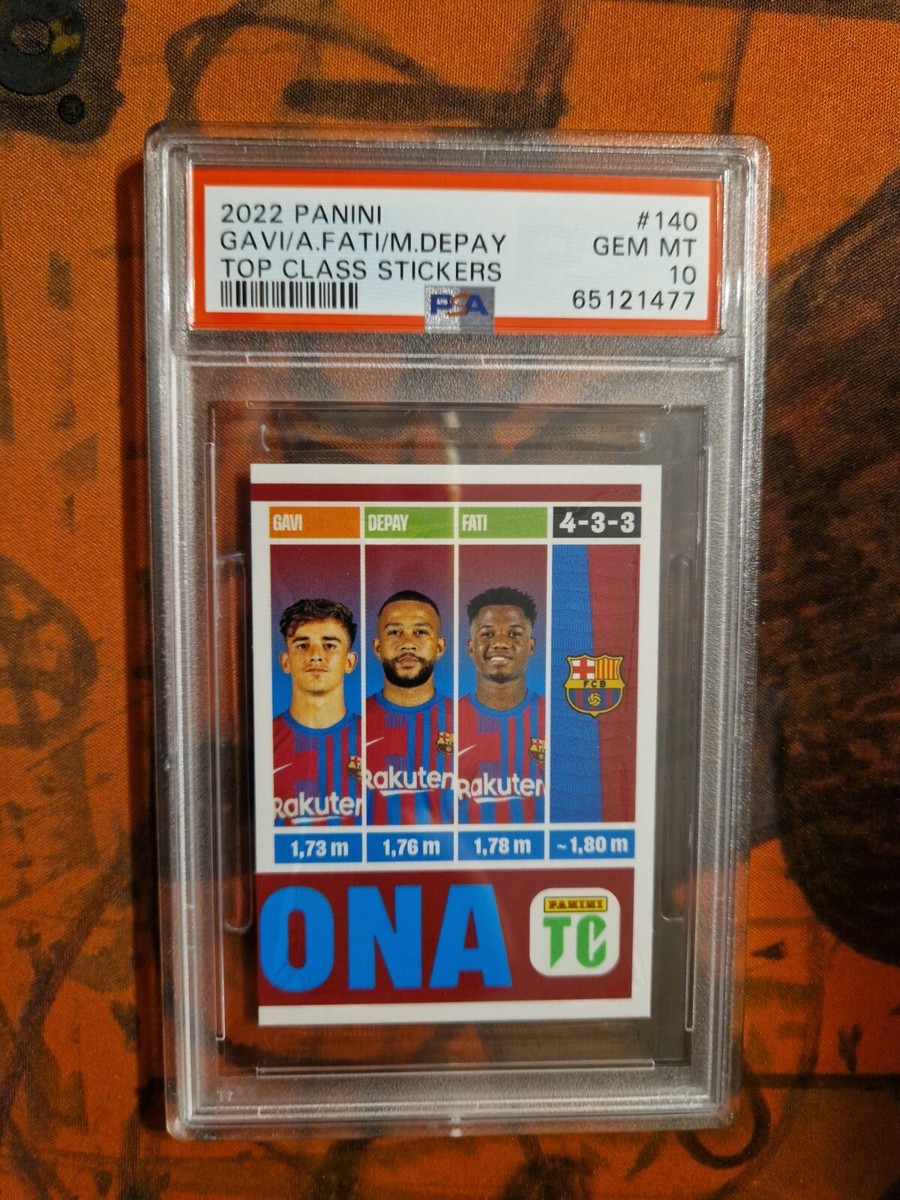 2022 PANINI #140
GAVI/A.FATI/M.DEPAY GEM MT
TOP CLASS STICKERS 10
65121477
PSA
GAVI DEPAY FATI 4-3-3
FCB
Rakuten Rakuten Rakuten
1,73 m 1,76 m 1,78 m ~1,80 m
ONA
PANINI
TC